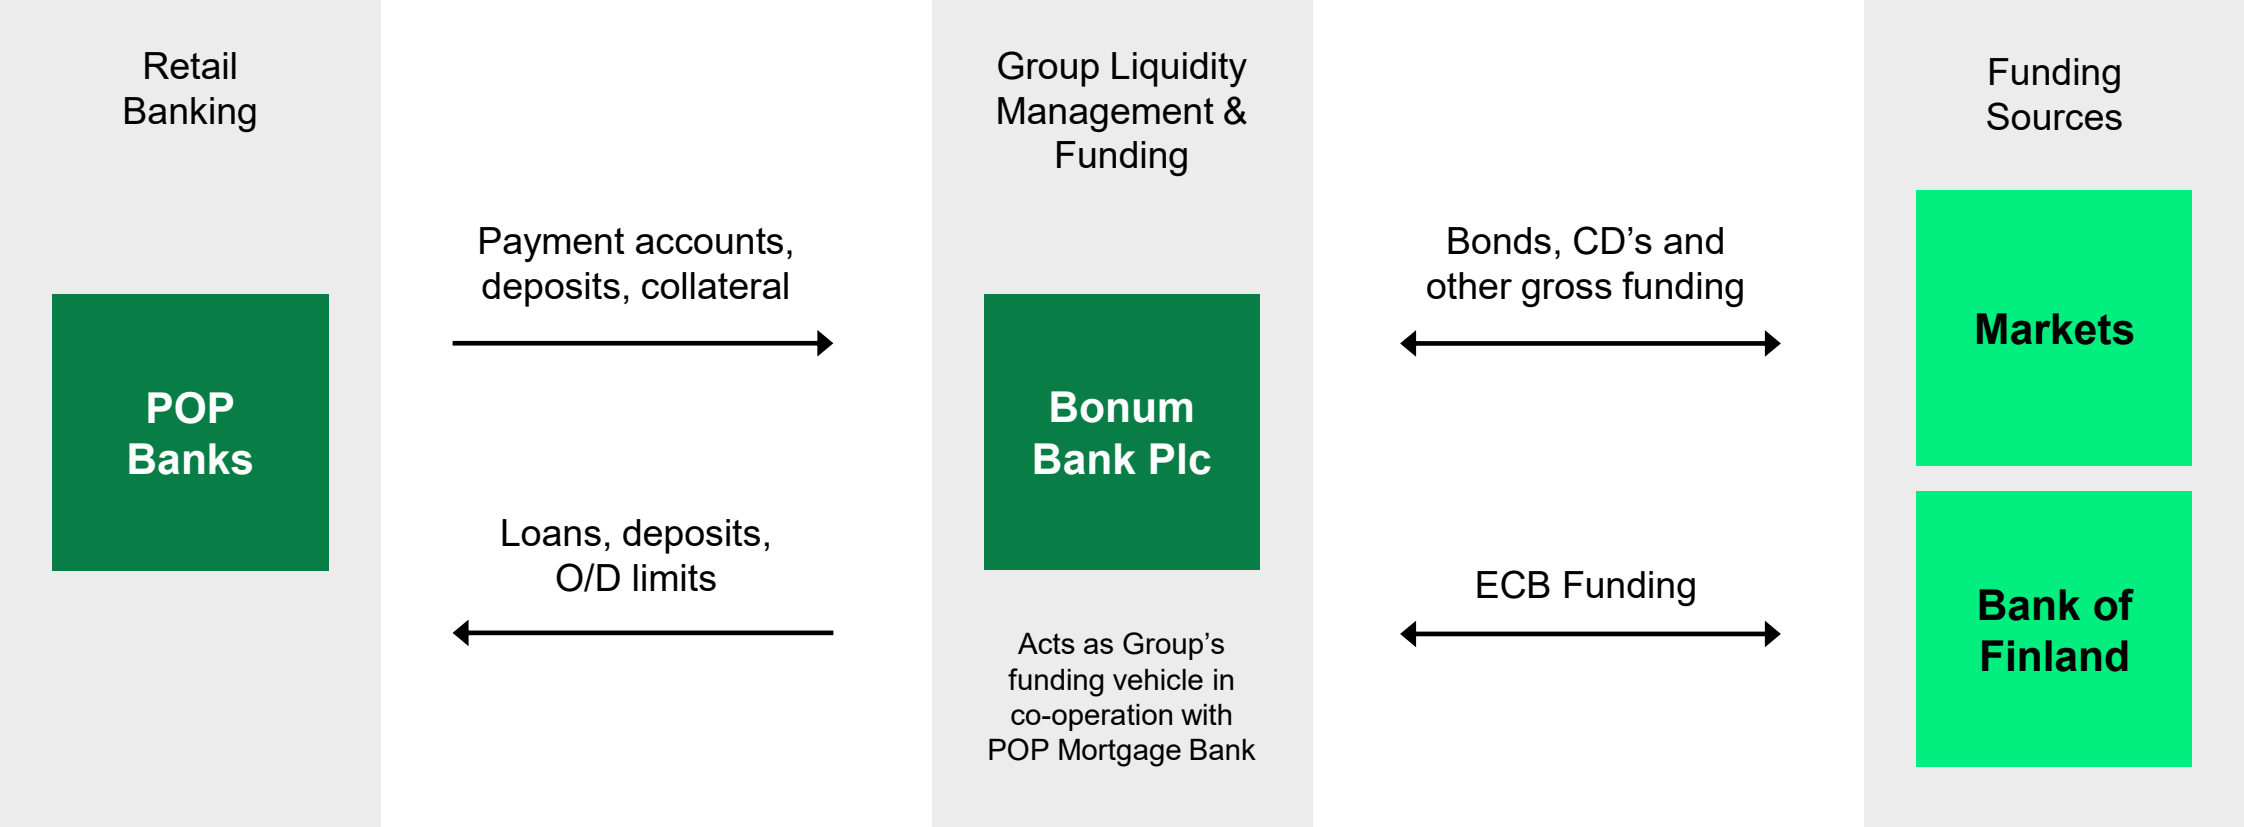 Retail
Banking
POP
Banks
Payment accounts,
deposits, collateral
Loans, deposits,
O/D limits
Group Liquidity
Management &
Funding
Bonum
Bank Plc
Acts as Group’s
funding vehicle in
co-operation with
POP Mortgage Bank
Bonds, CD’s and
other gross funding
ECB Funding
Funding
Sources
Markets
Bank of
Finland